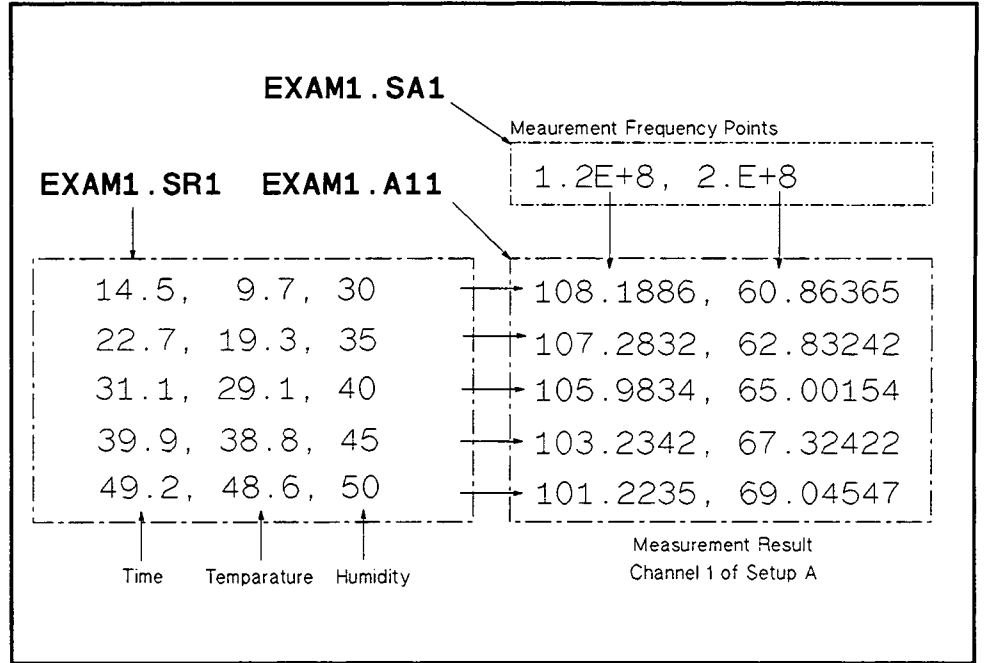 EXAM1.SA1
Meaurement Frequency Points
1.2E+8, 2.E+8
EXAM1.SR1 EXAM1.A11
14.5, 9.7, 30 108.1886, 60.86365
22.7, 19.3, 35 107.2832, 62.83242
31.1, 29.1, 40 105.9834, 65.00154
39.9, 38.8, 45 103.2342, 67.32422
49.2, 48.6, 50 101.2235, 69.04547
Time Temparature Humidity
Measurement Result
Channel 1 of Setup A